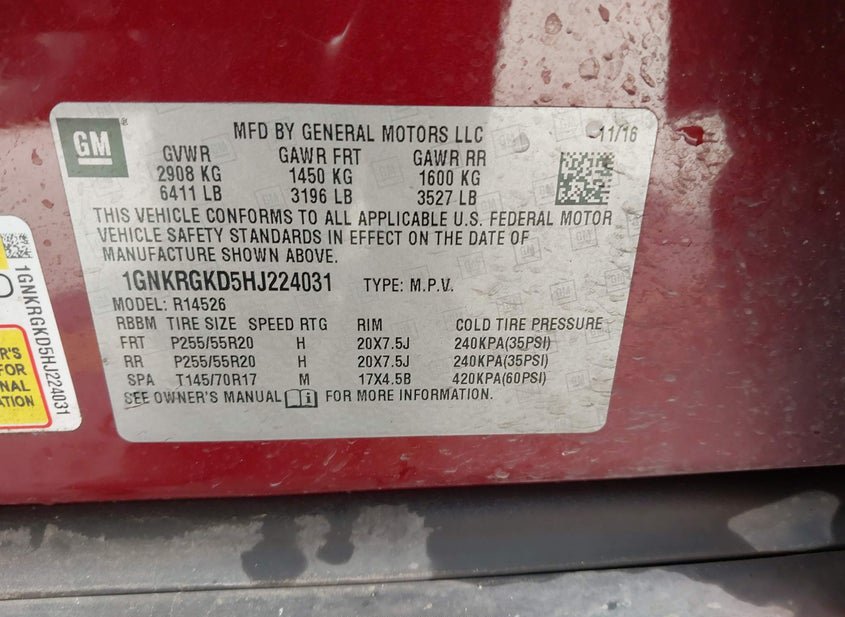 GM
MFD BY GENERAL MOTORS LLC 11/16
GVWR GAWR FRT GAWR RR
2908 KG 1450 KG 1600 KG
6411 LB 3196 LB 3527 LB
THIS VEHICLE CONFORMS TO ALL APPLICABLE U.S. FEDERAL MOTOR
VEHICLE SAFETY STANDARDS IN EFFECT ON THE DATE OF
MANUFACTURE SHOWN ABOVE.
1GNKRGKD5HJ224031 TYPE: M.P.V.
MODEL: R14526
RBBM TIRE SIZE SPEED RTG RIM COLD TIRE PRESSURE
FRT P255/55R20 H 20X7.5J 240KPA(35PSI)
RR P255/55R20 H 20X7.5J 240KPA(35PSI)
SPA T145/70R17 M 17X4.5B 420KPA(60PSI)
SEE OWNER'S MANUAL FOR MORE INFORMATION.
1GNKRGKD5HJ224031
R'S
FOR
NAL
ATION